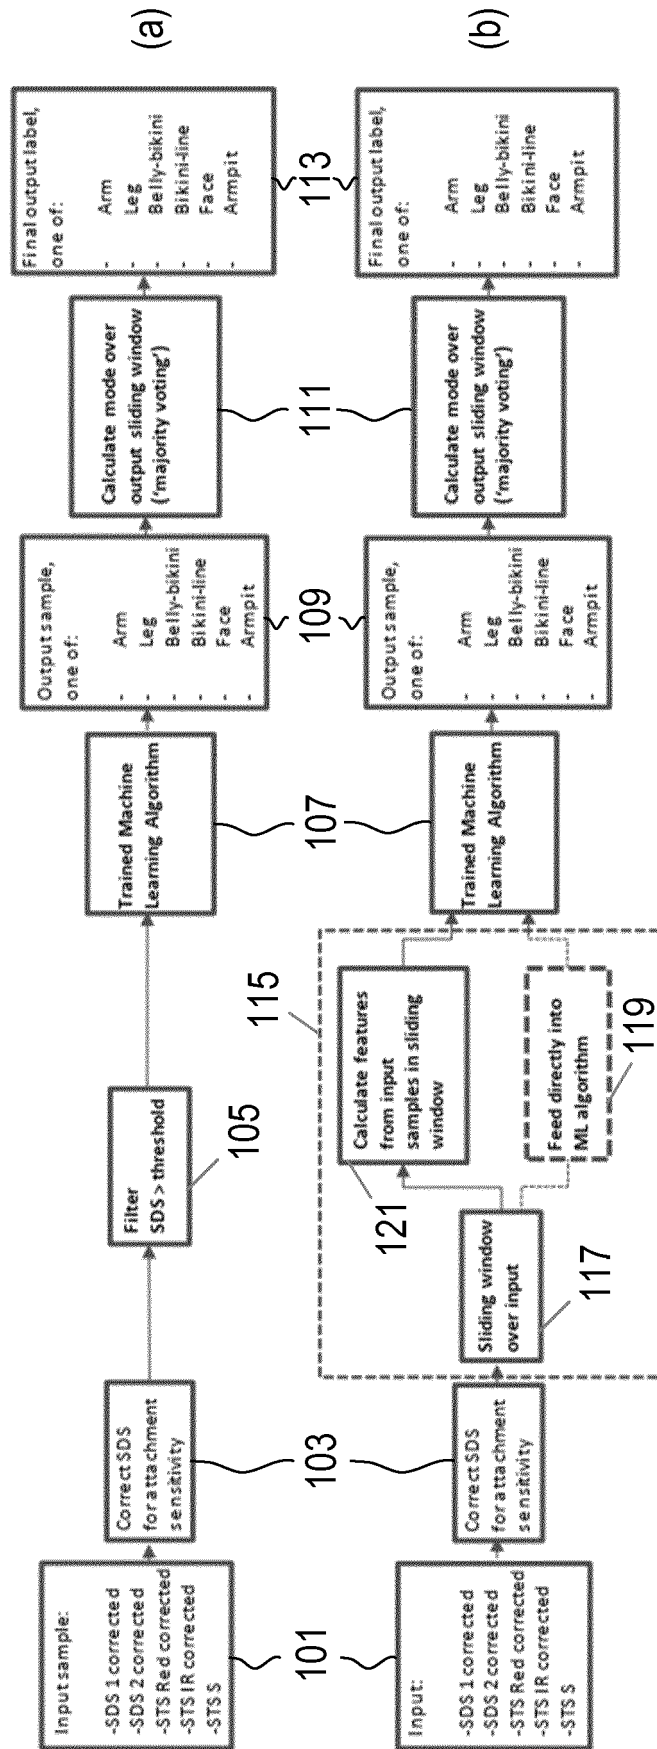 Input sample:
-SDS 1 corrected
-SDS 2 corrected
-STS Red corrected
-STS IR corrected
-STS S
Correct SDS
for attachment
sensitivity
Filter
SDS > threshold
105
Trained Machine
Learning Algorithm
Output sample,
one of:
- Arm
- Leg
- Belly-bikini
- Bikini-line
- Face
- Armpit
Calculate mode over
output sliding window
('majority voting')
Final output label,
one of:
- Arm
- Leg
- Belly-bikini
- Bikini-line
- Face
- Armpit
(a)
101
103
107
109
111
113
Input:
-SDS 1 corrected
-SDS 2 corrected
-STS Red corrected
-STS IR corrected
-STS S
Correct SDS
for attachment
sensitivity
115
Sliding window
over input
117
Calculate features
from input
samples in sliding
window
121
Feed directly into
ML algorithm
119
Trained Machine
Learning Algorithm
Output sample,
one of:
- Arm
- Leg
- Belly-bikini
- Bikini-line
- Face
- Armpit
Calculate mode over
output sliding window
('majority voting')
Final output label,
one of:
- Arm
- Leg
- Belly-bikini
- Bikini-line
- Face
- Armpit
(b)